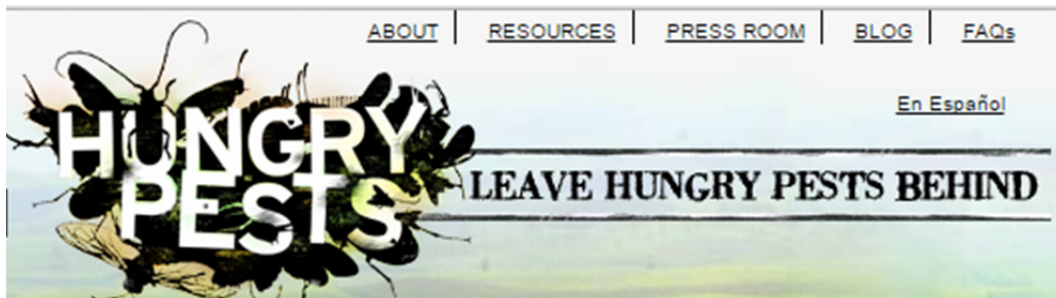 ABOUT RESOURCES PRESS ROOM BLOG FAQs
En Español
HUNGRY
PESTS
LEAVE HUNGRY PESTS BEHIND